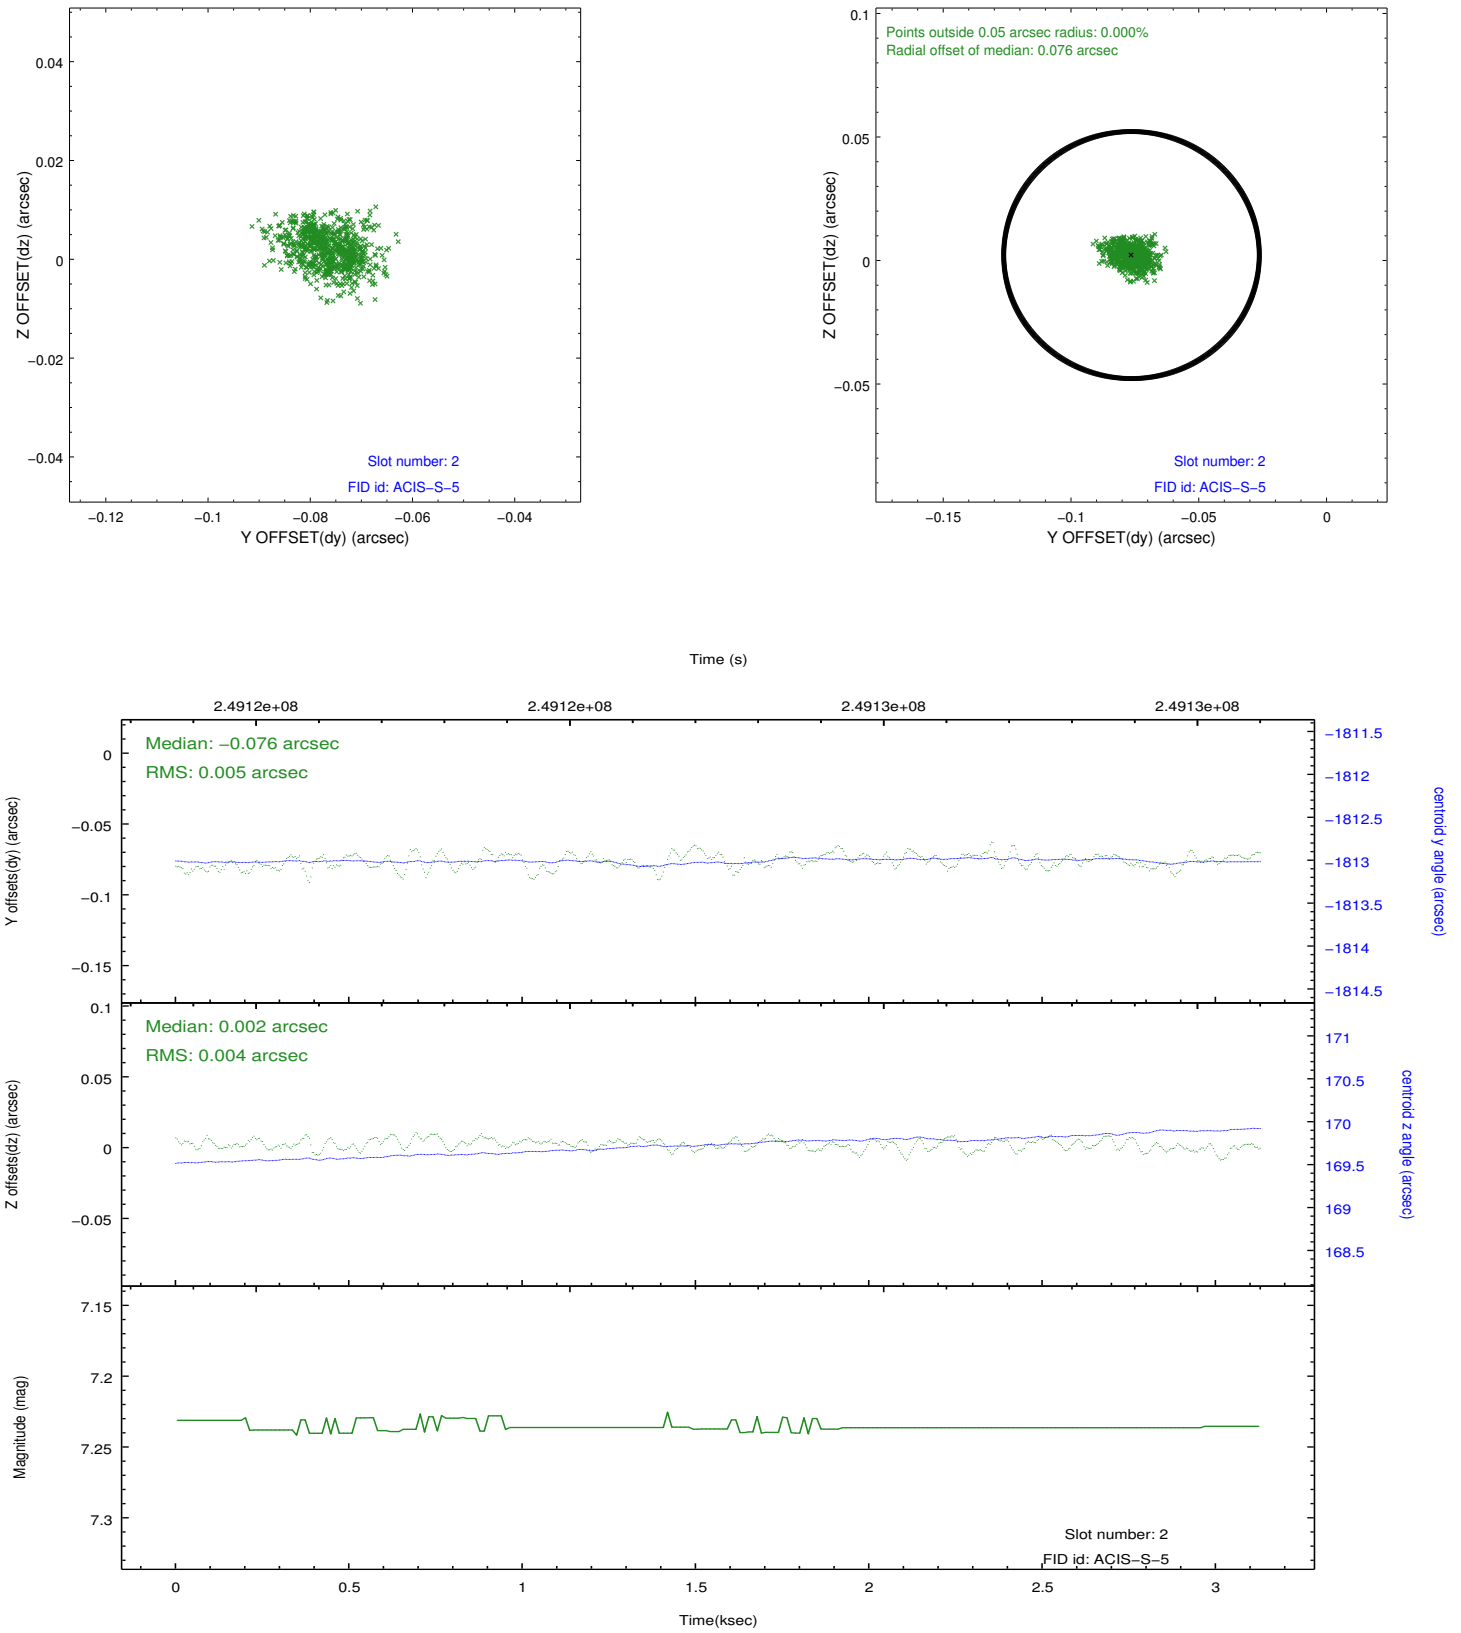 0.04
0.02
0
−0.02
−0.04
Z OFFSET(dz) (arcsec)
Slot number: 2
FID id: ACIS−S−5
−0.12
−0.1
−0.08
−0.06
−0.04
Y OFFSET(dy) (arcsec)
Points outside 0.05 arcsec radius: 0.000%
Radial offset of median: 0.076 arcsec
0.1
0.05
0
−0.05
Z OFFSET(dz) (arcsec)
Slot number: 2
FID id: ACIS−S−5
−0.15
−0.1
−0.05
0
Y OFFSET(dy) (arcsec)
Time (s)
2.4912e+08
2.4912e+08
2.4913e+08
2.4913e+08
Median: −0.076 arcsec
RMS: 0.005 arcsec
0
−0.05
−0.1
−0.15
Y offsets(dy) (arcsec)
−1811.5
−1812
−1812.5
−1813
−1813.5
−1814
−1814.5
centroid y angle (arcsec)
Median: 0.002 arcsec
RMS: 0.004 arcsec
0.1
0.05
0
−0.05
Z offsets(dz) (arcsec)
171
170.5
170
169.5
169
168.5
centroid z angle (arcsec)
7.15
7.2
7.25
7.3
Magnitude (mag)
Slot number: 2
FID id: ACIS−S−5
0
0.5
1
1.5
2
2.5
3
Time(ksec)